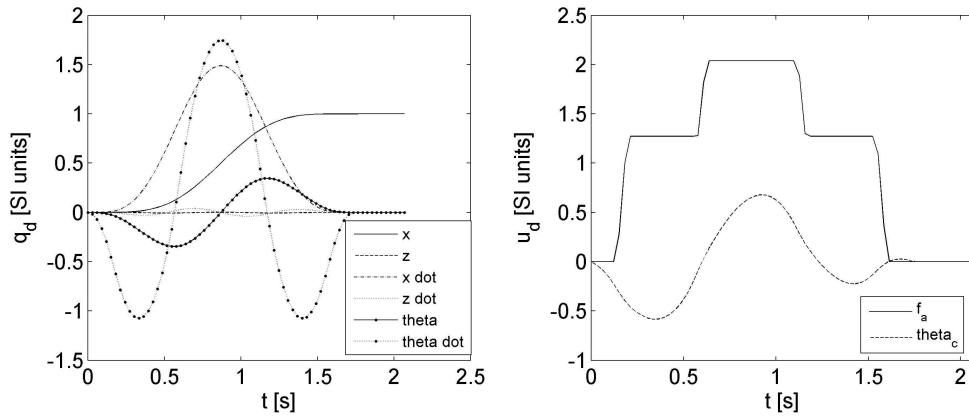 2
1.5
1
0.5
0
-0.5
-1
-1.5
0 0.5 1 1.5 2 2.5
q_d [SI units]
t [s]
x
z
x dot
z dot
theta
theta dot
2.5
2
1.5
1
0.5
0
-0.5
-1
0 0.5 1 1.5 2
u_d [SI units]
t [s]
f_a
theta_c